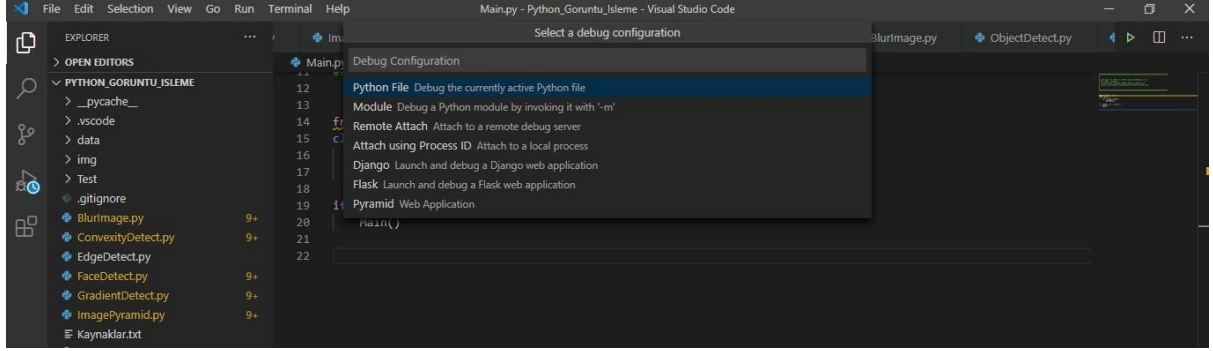 File Edit Selection View Go Run Terminal Help Main.py - Python_Goruntu_Isleme - Visual Studio Code
EXPLORER
Select a debug configuration
BlurImage.py ObjectDetect.py
OPEN EDITORS
Main.py
Debug Configuration
PYTHON_GORUNTU_ISLEME
11
__pycache__
12
Python File Debug the currently active Python file
.vscode
13
Module Debug a Python module by invoking it with '-m'
data
14
Remote Attach Attach to a remote debug server
15
Attach using Process ID Attach to a local process
img
16
Django Launch and debug a Django web application
Test
17
Flask Launch and debug a Flask web application
.gitignore
18
Pyramid Web Application
19
BlurImage.py 9+
20 Main()
ConvexityDetect.py 9+
21
EdgeDetect.py
22
FaceDetect.py 9+
GradientDetect.py 9+
ImagePyramid.py 9+
Kaynaklar.txt